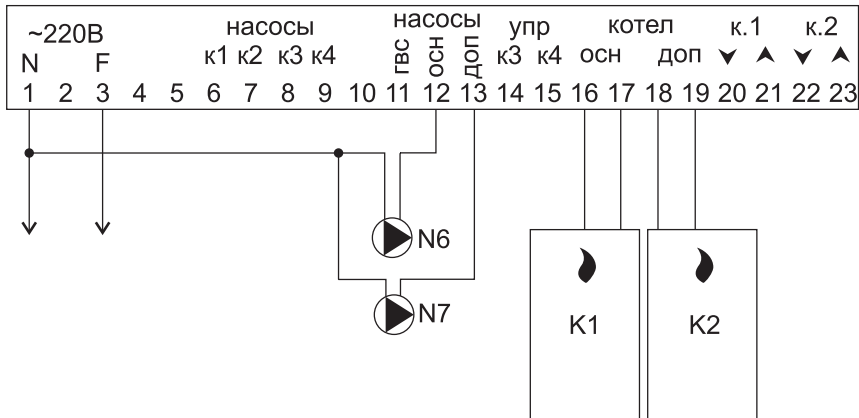 насосы насосы упр котел к.1 к.2
~220В гвс осн доп
N F к1 к2 к3 к4 к3 к4 осн доп
1 2 3 4 5 6 7 8 9 10 11 12 13 14 15 16 17 18 19 20 21 22 23
N6
N7
K1 K2